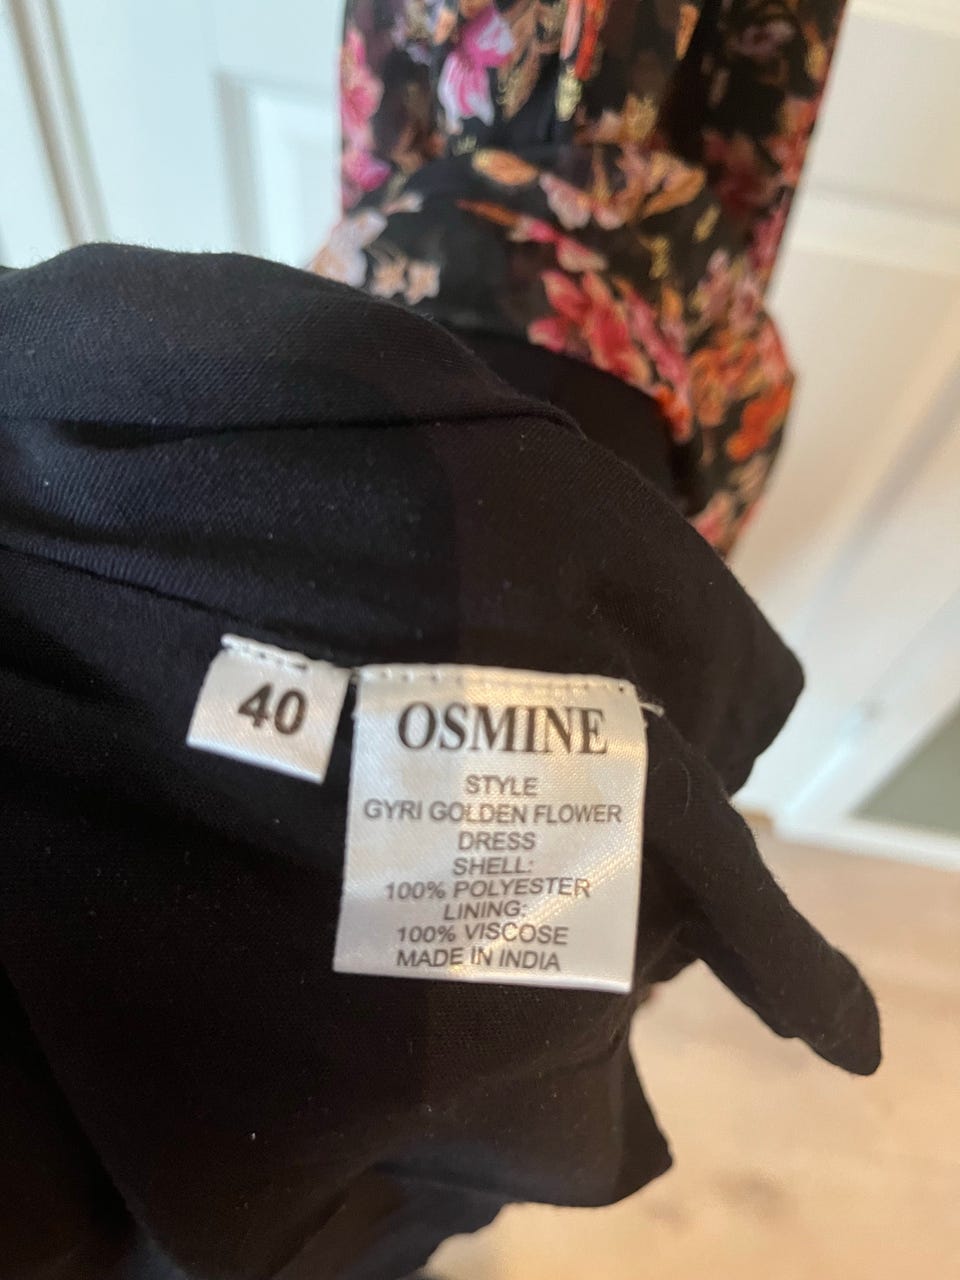 40
OSMINE
STYLE
GYRI GOLDEN FLOWER
DRESS
SHELL:
100% POLYESTER
LINING:
100% VISCOSE
MADE IN INDIA